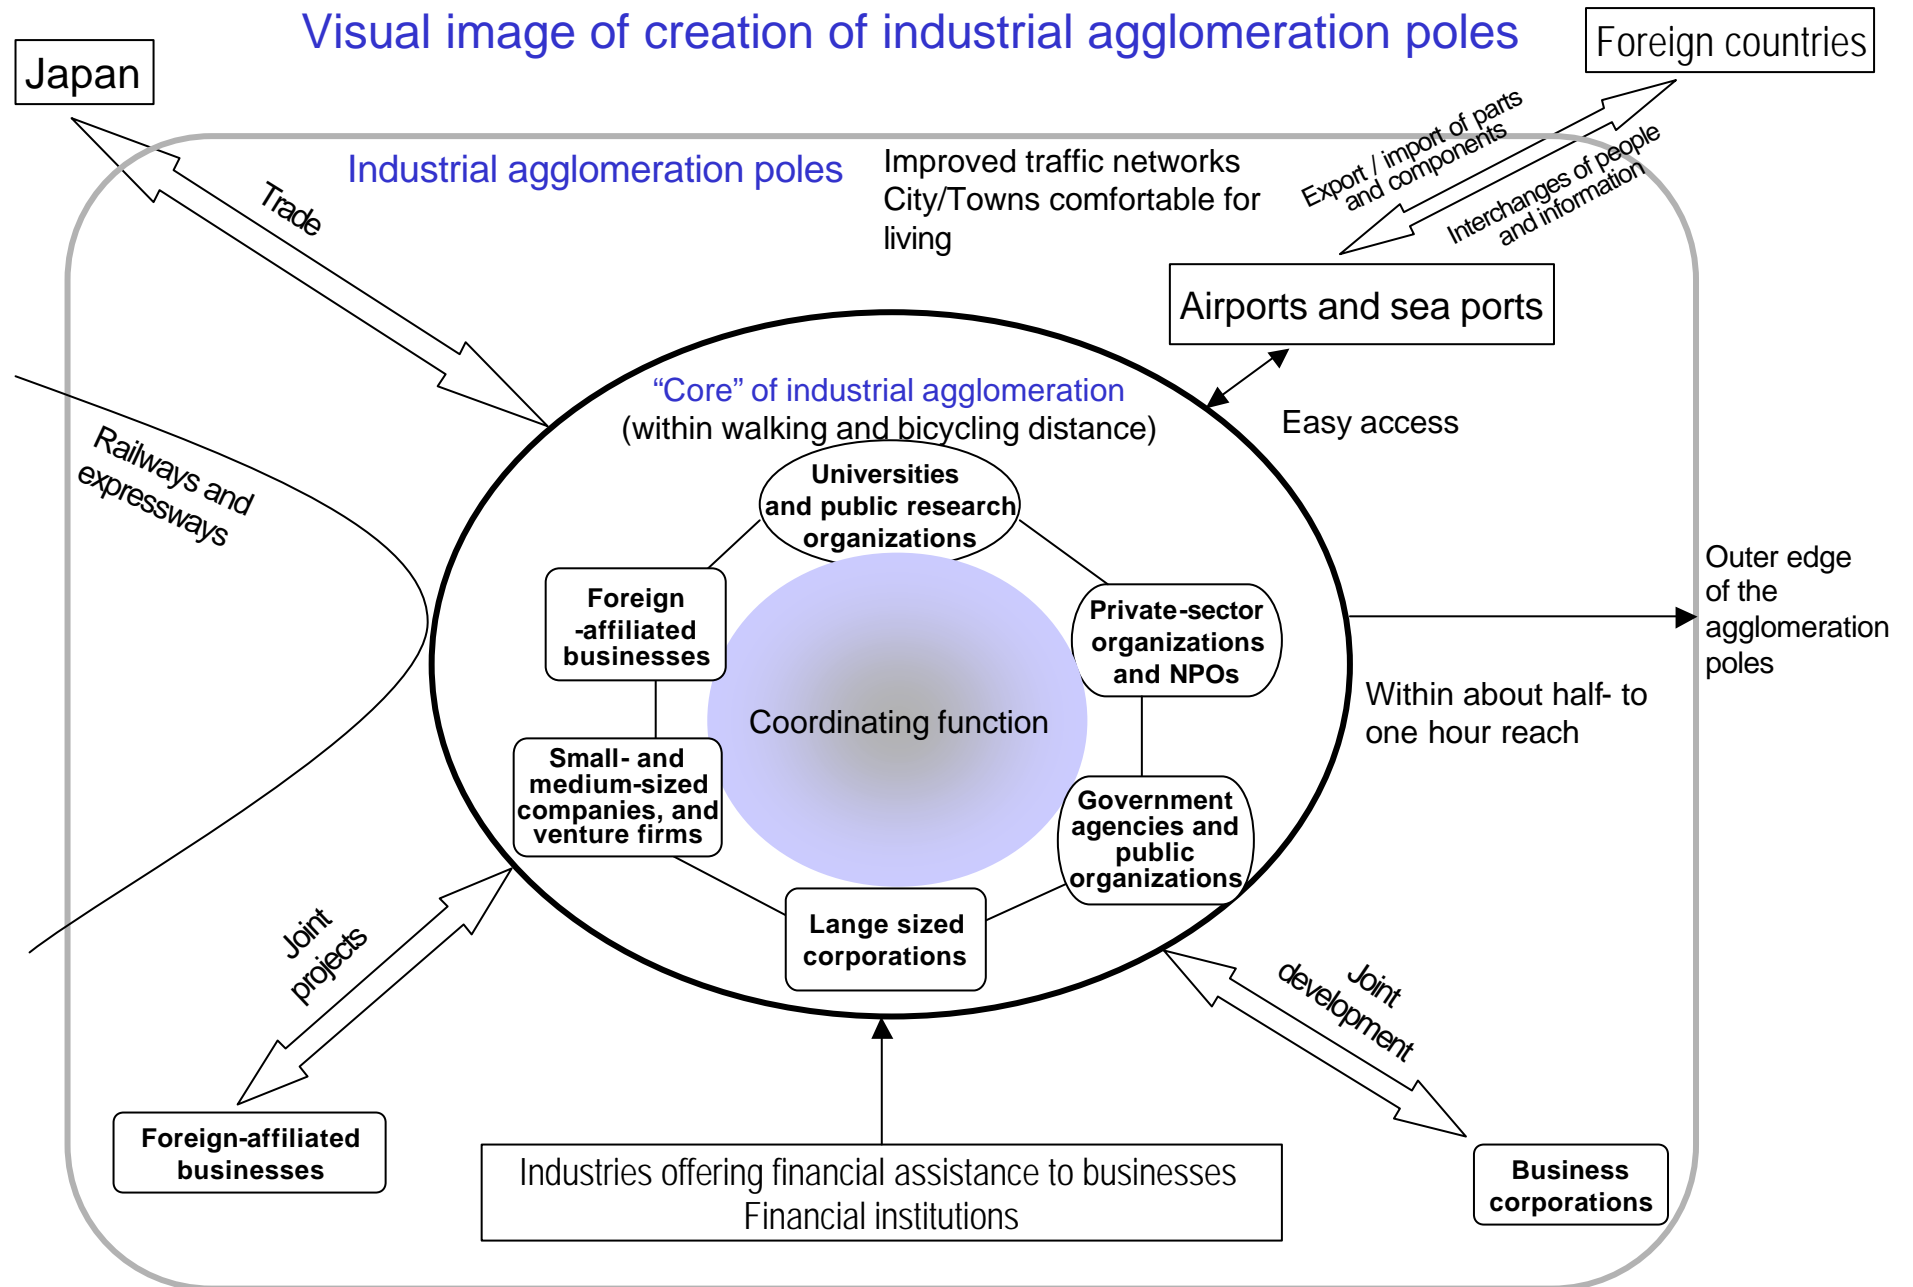 Visual image of creation of industrial agglomeration poles
Foreign countries
Japan
Industrial agglomeration poles
Improved traffic networks
City/Towns comfortable for
living
Export / import of parts
and components
Interchanges of people
and information
Trade
Airports and sea ports
Easy access
“Core” of industrial agglomeration
(within walking and bicycling distance)
Railways and
expressways
Universities
and public research
organizations
Foreign
-affiliated
businesses
Private-sector
organizations
and NPOs
Outer edge
of the
agglomeration
poles
Within about half- to
one hour reach
Coordinating function
Small- and
medium-sized
companies, and
venture firms
Government
agencies and
public
organizations
Lange sized
corporations
Joint
projects
Joint
development
Foreign-affiliated
businesses
Industries offering financial assistance to businesses
Financial institutions
Business
corporations